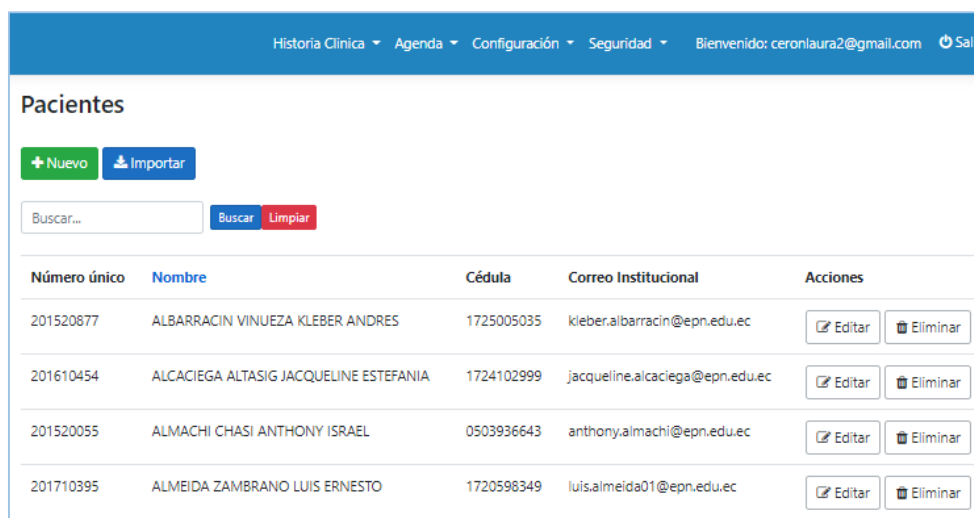 Historia Clinica Agenda Configuración Seguridad Bienvenido: ceronlaura2@gmail.com Sal
Pacientes
Nuevo Importar
Buscar... Buscar Limpiar
Número único Nombre Cédula Correo Institucional Acciones
201520877 ALBARRACIN VINUEZA KLEBER ANDRES 1725005035 kleber.albarracin@epn.edu.ec Editar Eliminar
201610454 ALCACIEGA ALTASIG JACQUELINE ESTEFANIA 1724102999 jacqueline.alcaciega@epn.edu.ec Editar Eliminar
201520055 ALMACHI CHASI ANTHONY ISRAEL 0503936643 anthony.almachi@epn.edu.ec Editar Eliminar
201710395 ALMEIDA ZAMBRANO LUIS ERNESTO 1720598349 luis.almeida01@epn.edu.ec Editar Eliminar